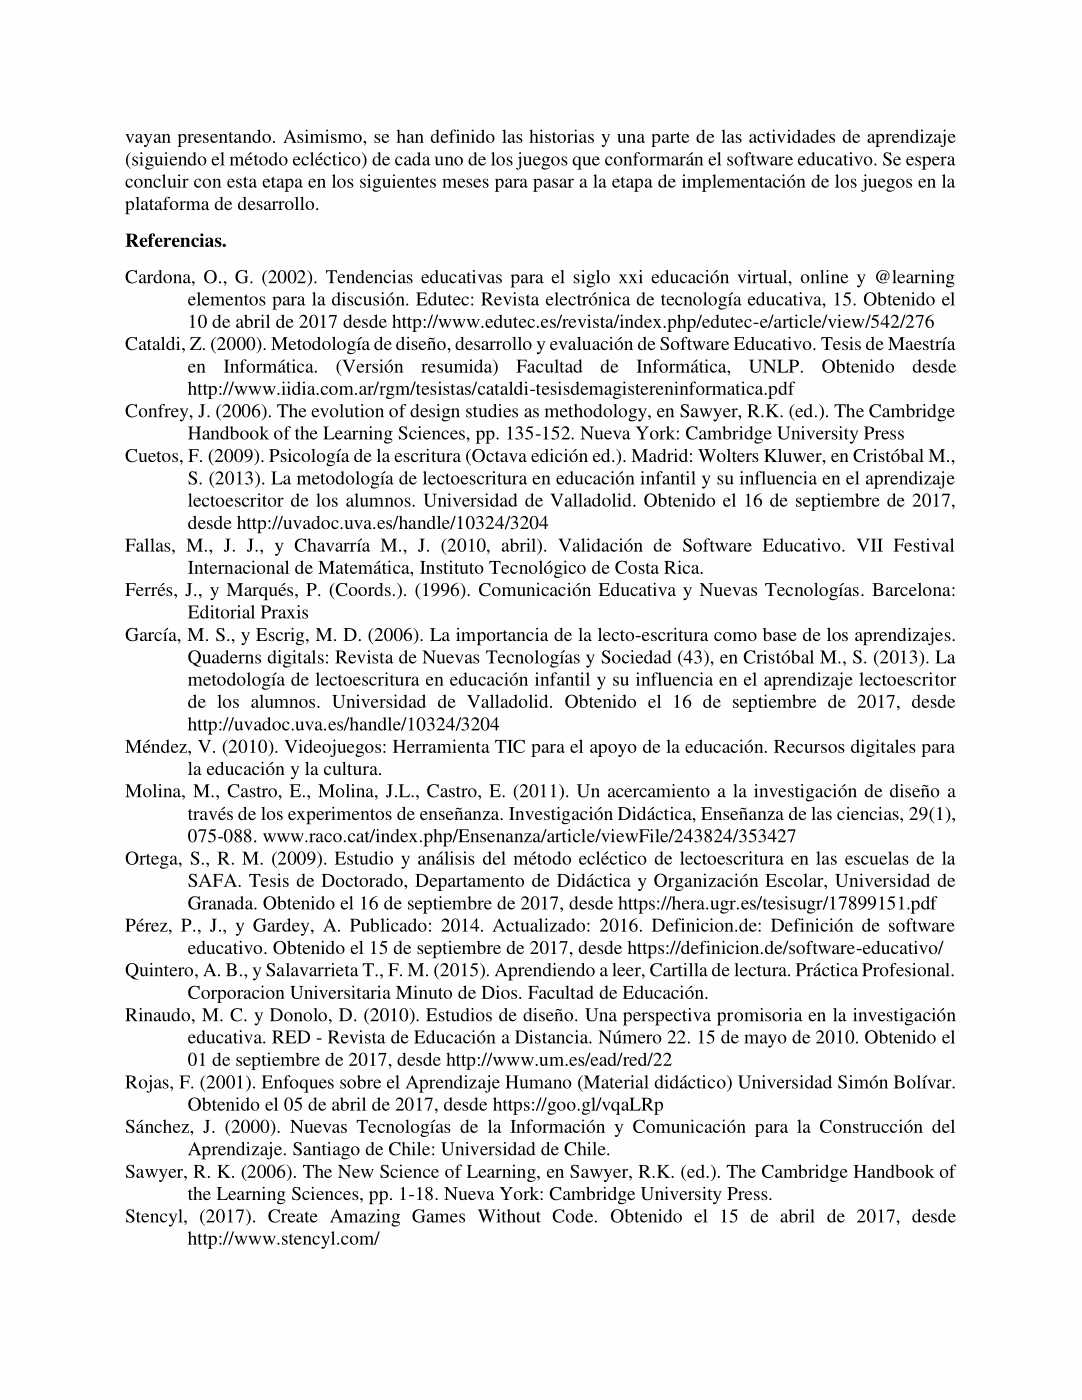 vayan presentando. Asimismo, se han definido las historias y una parte de las actividades de aprendizaje
(siguiendo el método ecléctico) de cada uno de los juegos que conformarán el software educativo. Se espera
concluir con esta etapa en los siguientes meses para pasar a la etapa de implementación de los juegos en la
plataforma de desarrollo.
Referencias.
Cardona, O., G. (2002). Tendencias educativas para el siglo xxi educación virtual, online y @learning
elementos para la discusión. Edutec: Revista electrónica de tecnología educativa, 15. Obtenido el
10 de abril de 2017 desde http://www.edutec.es/revista/index.php/edutec-e/article/view/542/276
Cataldi, Z. (2000). Metodología de diseño, desarrollo y evaluación de Software Educativo. Tesis de Maestría
en Informática. (Versión resumida) Facultad de Informática, UNLP. Obtenido desde
http://www.iidia.com.ar/rgm/tesistas/cataldi-tesisdemagistereninformatica.pdf
Confrey, J. (2006). The evolution of design studies as methodology, en Sawyer, R.K. (ed.). The Cambridge
Handbook of the Learning Sciences, pp. 135-152. Nueva York: Cambridge University Press
Cuetos, F. (2009). Psicología de la escritura (Octava edición ed.). Madrid: Wolters Kluwer, en Cristóbal M.,
S. (2013). La metodología de lectoescritura en educación infantil y su influencia en el aprendizaje
lectoescritor de los alumnos. Universidad de Valladolid. Obtenido el 16 de septiembre de 2017,
desde http://uvadoc.uva.es/handle/10324/3204
Fallas, M., J. J., y Chavarría M., J. (2010, abril). Validación de Software Educativo. VII Festival
Internacional de Matemática, Instituto Tecnológico de Costa Rica.
Ferrés, J., y Marqués, P. (Coords.). (1996). Comunicación Educativa y Nuevas Tecnologías. Barcelona:
Editorial Praxis
García, M. S., y Escrig, M. D. (2006). La importancia de la lecto-escritura como base de los aprendizajes.
Quaderns digitals: Revista de Nuevas Tecnologías y Sociedad (43), en Cristóbal M., S. (2013). La
metodología de lectoescritura en educación infantil y su influencia en el aprendizaje lectoescritor
de los alumnos. Universidad de Valladolid. Obtenido el 16 de septiembre de 2017, desde
http://uvadoc.uva.es/handle/10324/3204
Méndez, V. (2010). Videojuegos: Herramienta TIC para el apoyo de la educación. Recursos digitales para
la educación y la cultura.
Molina, M., Castro, E., Molina, J.L., Castro, E. (2011). Un acercamiento a la investigación de diseño a
través de los experimentos de enseñanza. Investigación Didáctica, Enseñanza de las ciencias, 29(1),
075-088. www.raco.cat/index.php/Ensenanza/article/viewFile/243824/353427
Ortega, S., R. M. (2009). Estudio y análisis del método ecléctico de lectoescritura en las escuelas de la
SAFA. Tesis de Doctorado, Departamento de Didáctica y Organización Escolar, Universidad de
Granada. Obtenido el 16 de septiembre de 2017, desde https://hera.ugr.es/tesisugr/17899151.pdf
Pérez, P., J., y Gardey, A. Publicado: 2014. Actualizado: 2016. Definicion.de: Definición de software
educativo. Obtenido el 15 de septiembre de 2017, desde https://definicion.de/software-educativo/
Quintero, A. B., y Salavarrieta T., F. M. (2015). Aprendiendo a leer, Cartilla de lectura. Práctica Profesional.
Corporacion Universitaria Minuto de Dios. Facultad de Educación.
Rinaudo, M. C. y Donolo, D. (2010). Estudios de diseño. Una perspectiva promisoria en la investigación
educativa. RED - Revista de Educación a Distancia. Número 22. 15 de mayo de 2010. Obtenido el
01 de septiembre de 2017, desde http://www.um.es/ead/red/22
Rojas, F. (2001). Enfoques sobre el Aprendizaje Humano (Material didáctico) Universidad Simón Bolívar.
Obtenido el 05 de abril de 2017, desde https://goo.gl/vqaLRp
Sánchez, J. (2000). Nuevas Tecnologías de la Información y Comunicación para la Construcción del
Aprendizaje. Santiago de Chile: Universidad de Chile.
Sawyer, R. K. (2006). The New Science of Learning, en Sawyer, R.K. (ed.). The Cambridge Handbook of
the Learning Sciences, pp. 1-18. Nueva York: Cambridge University Press.
Stencyl, (2017). Create Amazing Games Without Code. Obtenido el 15 de abril de 2017, desde
http://www.stencyl.com/